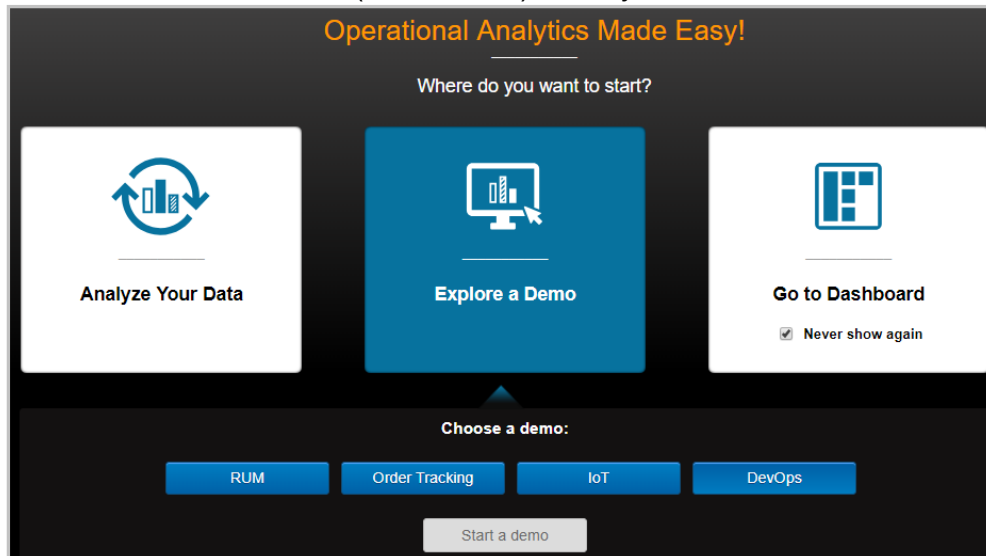 Operational Analytics Made Easy!
Where do you want to start?
Analyze Your Data
Explore a Demo
Go to Dashboard
Never show again
Choose a demo:
RUM
Order Tracking
IoT
DevOps
Start a demo